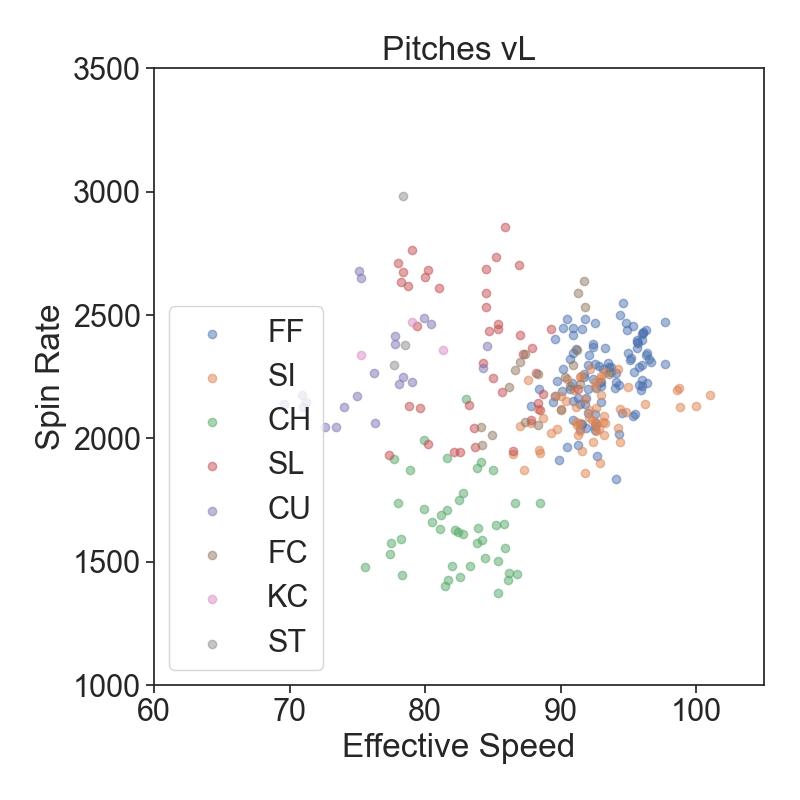 Pitches vL
3500
3000
2500
2000
1500
1000
Spin Rate
FF
SI
CH
SL
CU
FC
KC
ST
60 70 80 90 100
Effective Speed